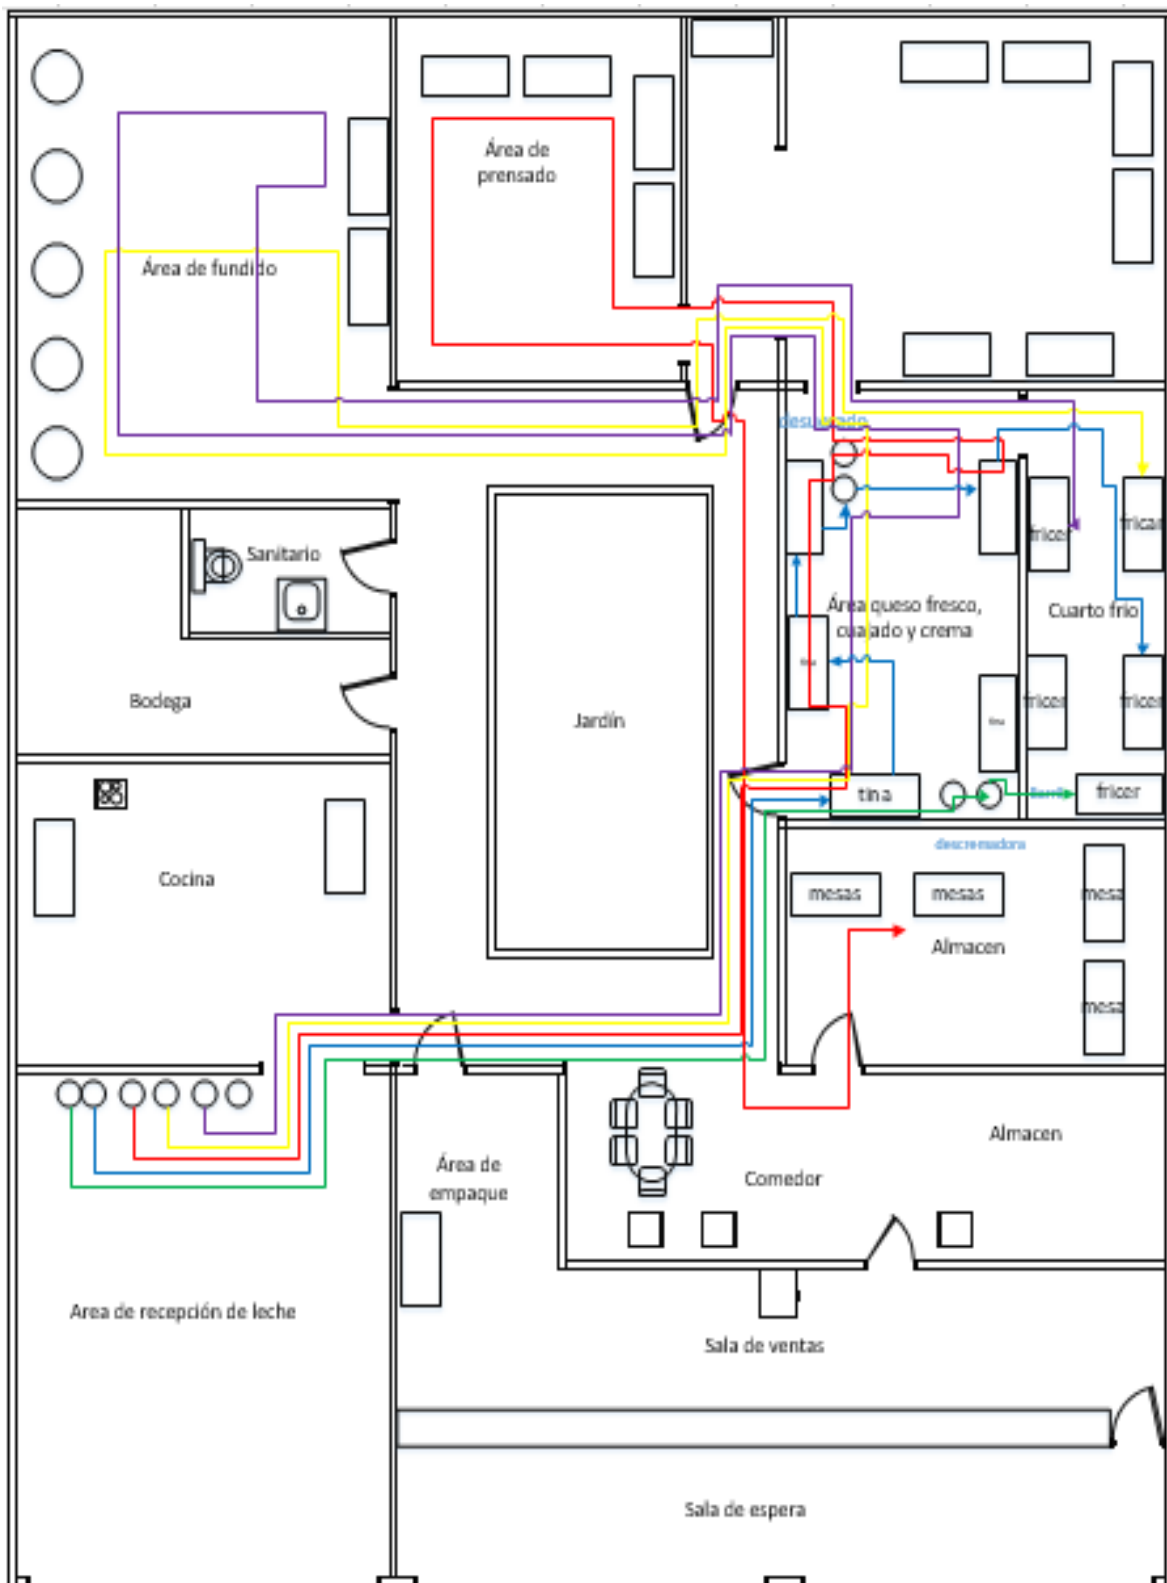 Área de
prensado
Área de fundido
fricer
Sanitario
Área queso fresco,
cuajado y crema
Cuarto frio
Bodega
Jardín
fricer
fricer
tina
fricer
Cocina
descremadora
mesas
mesas
mesa
Almacen
mesa
Área de
empaque
Comedor
Almacen
Area de recepción de leche
Sala de ventas
Sala de espera